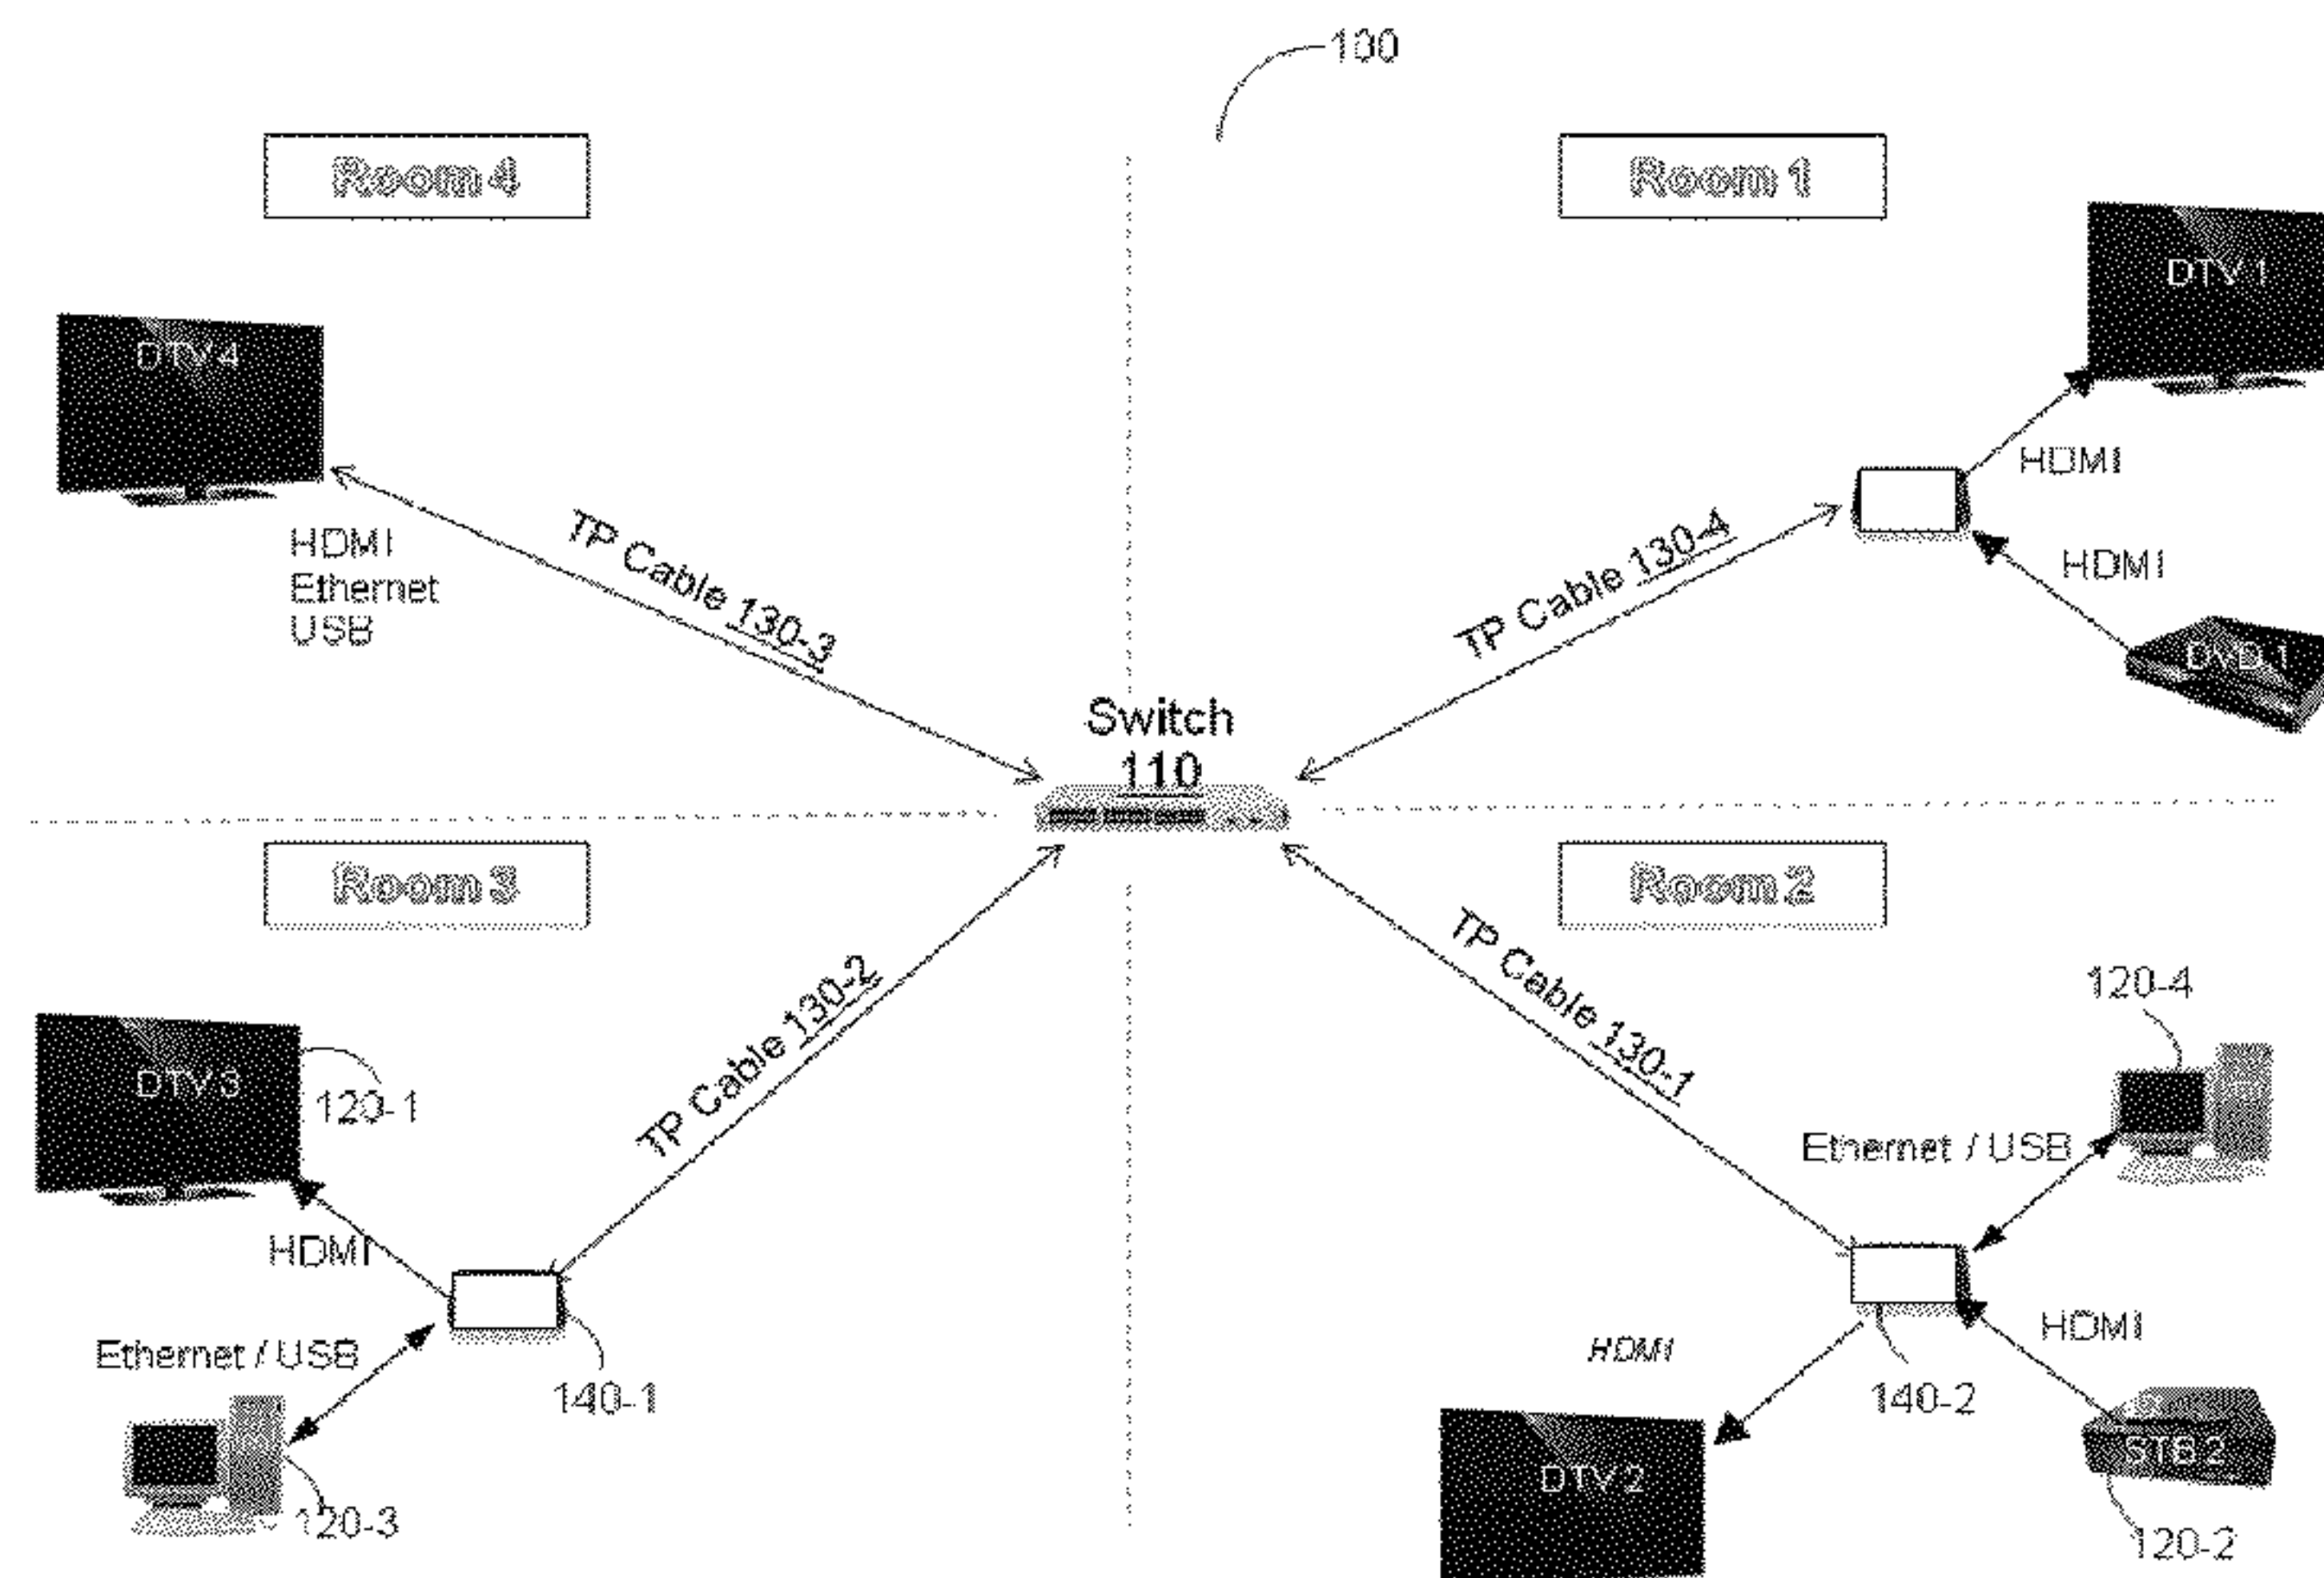 100
Room 4
Room 1
DTV 1
DTV 4
HDMI
HDMI
Ethernet
USB
TP Cable 130-3
TP Cable 130-4
HDMI
DVD 1
Switch
110
Room 3
Room 2
TP Cable 130-2
TP Cable 130-1
120-4
DTV 3
120-1
Ethernet / USB
HDMI
Ethernet / USB
140-1
HDMI
HDMI
140-2
DTV 2
STB 2
120-3
120-2